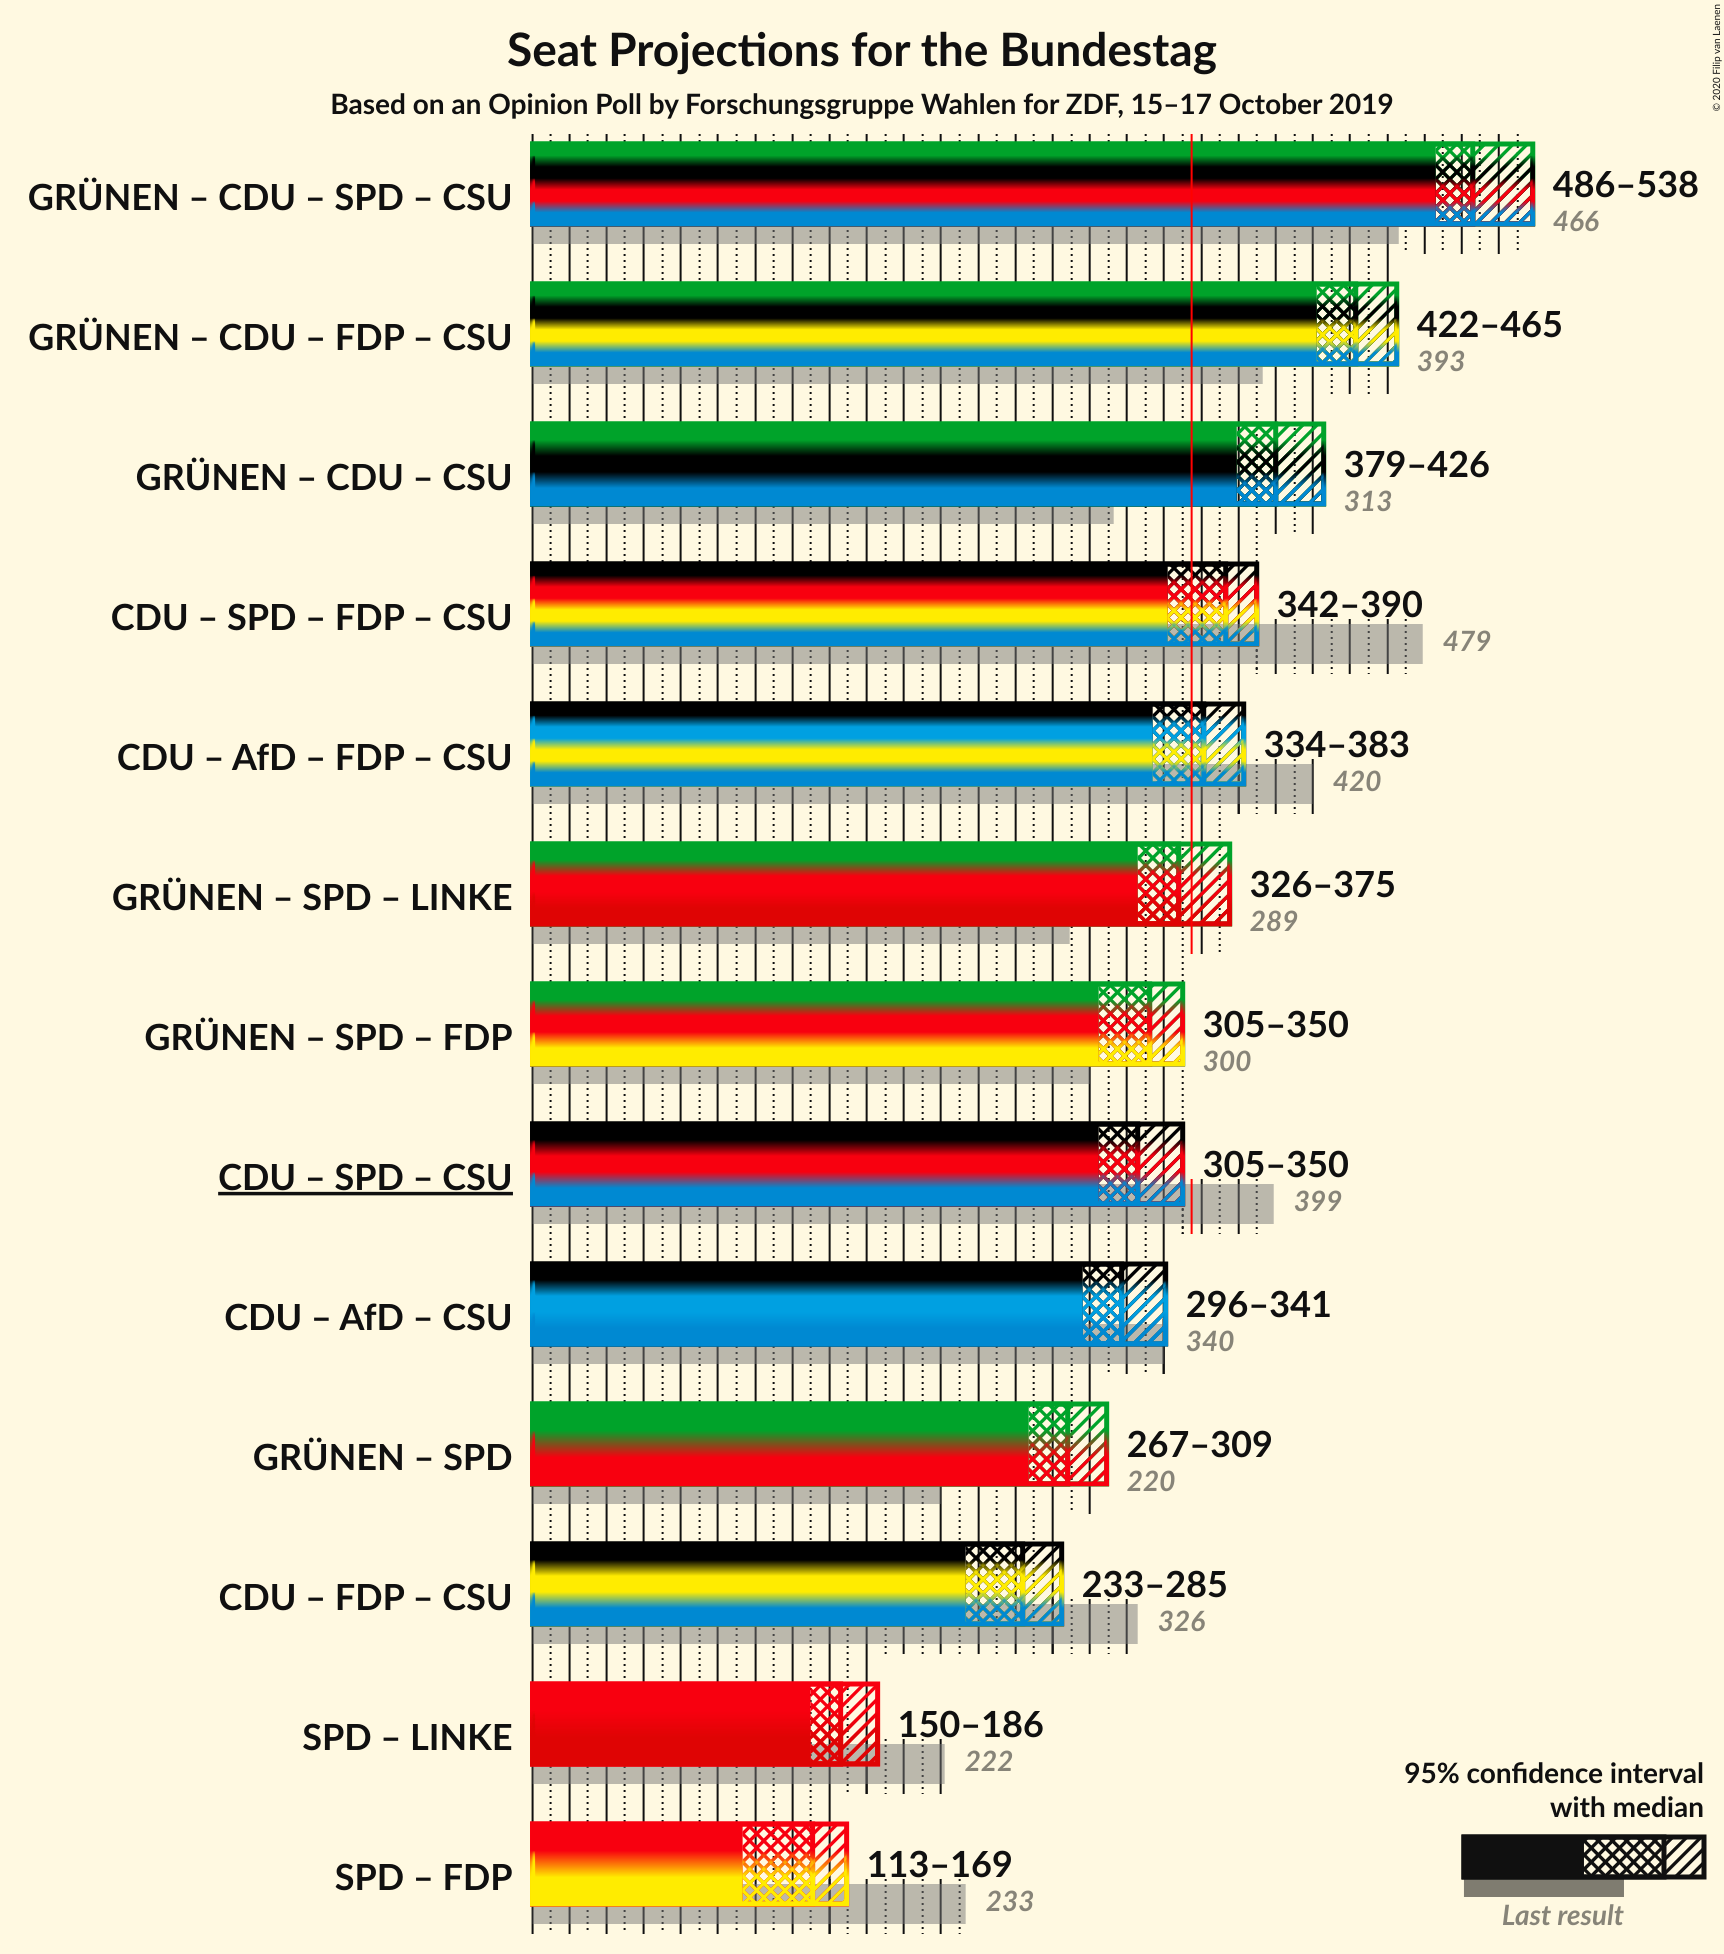 Seat Projections for the Bundestag
Based on an Opinion Poll by Forschungsgruppe Wahlen for ZDF, 15–17 October 2019
© 2020 Filip van Laenen
GRÜNEN – CDU – SPD – CSU
486–538
466
GRÜNEN – CDU – FDP – CSU
422–465
393
GRÜNEN – CDU – CSU
379–426
313
CDU – SPD – FDP – CSU
342–390
479
CDU – AfD – FDP – CSU
334–383
420
GRÜNEN – SPD – LINKE
326–375
289
GRÜNEN – SPD – FDP
305–350
300
CDU – SPD – CSU
305–350
399
CDU – AfD – CSU
296–341
340
GRÜNEN – SPD
267–309
220
CDU – FDP – CSU
233–285
326
SPD – LINKE
150–186
222
SPD – FDP
113–169
233
95% confidence interval
with median
Last result